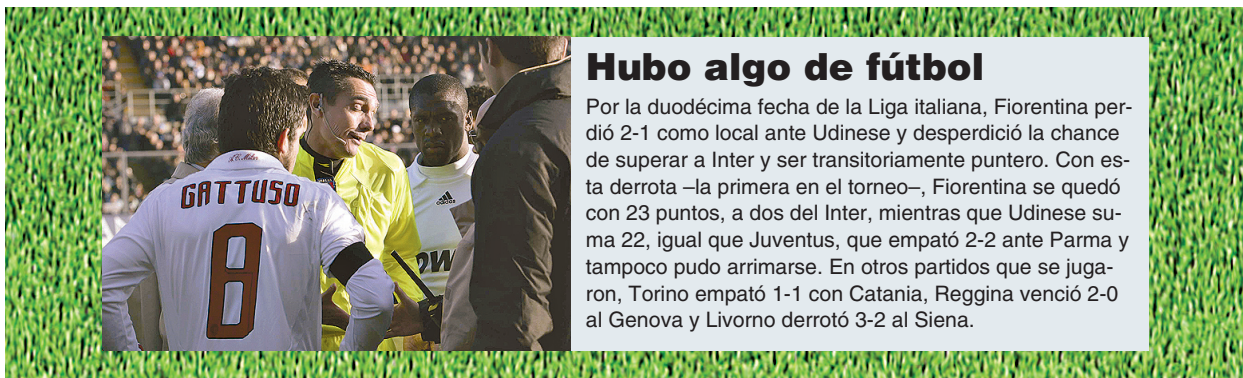 Hubo algo de fútbol
Por la duodécima fecha de la Liga italiana, Fiorentina per-
dió 2-1 como local ante Udinese y desperdició la chance
de superar a Inter y ser transitoriamente puntero. Con es-
ta derrota –la primera en el torneo–, Fiorentina se quedó
con 23 puntos, a dos del Inter, mientras que Udinese su-
ma 22, igual que Juventus, que empató 2-2 ante Parma y
tampoco pudo arrimarse. En otros partidos que se juga-
ron, Torino empató 1-1 con Catania, Reggina venció 2-0
al Genova y Livorno derrotó 3-2 al Siena.
A.C. Milan
GATTUSO
8
adidas